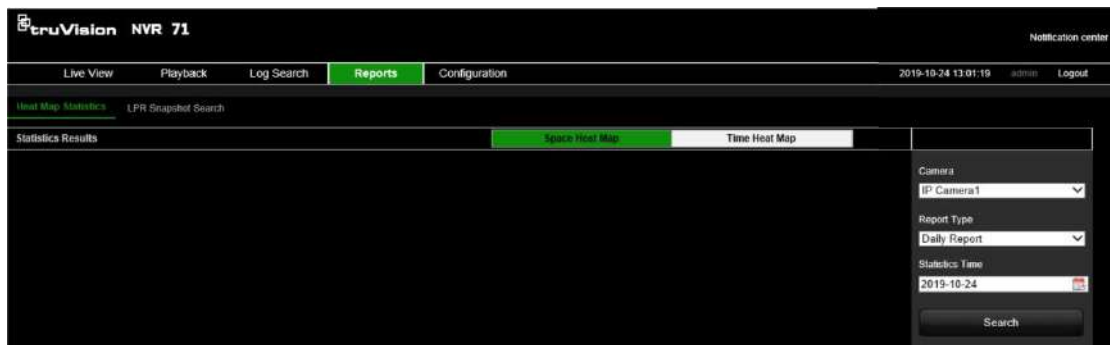 truVision NVR 71
Notification center
Live View Playback Log Search Reports Configuration 2019-10-24 13:01:19 admin Logout
Heat Map Statistics LPR Snapshot Search
Statistics Results Space Heat Map Time Heat Map
Camera
IP Camera1
Report Type
Daily Report
Statistics Time
2019-10-24
Search